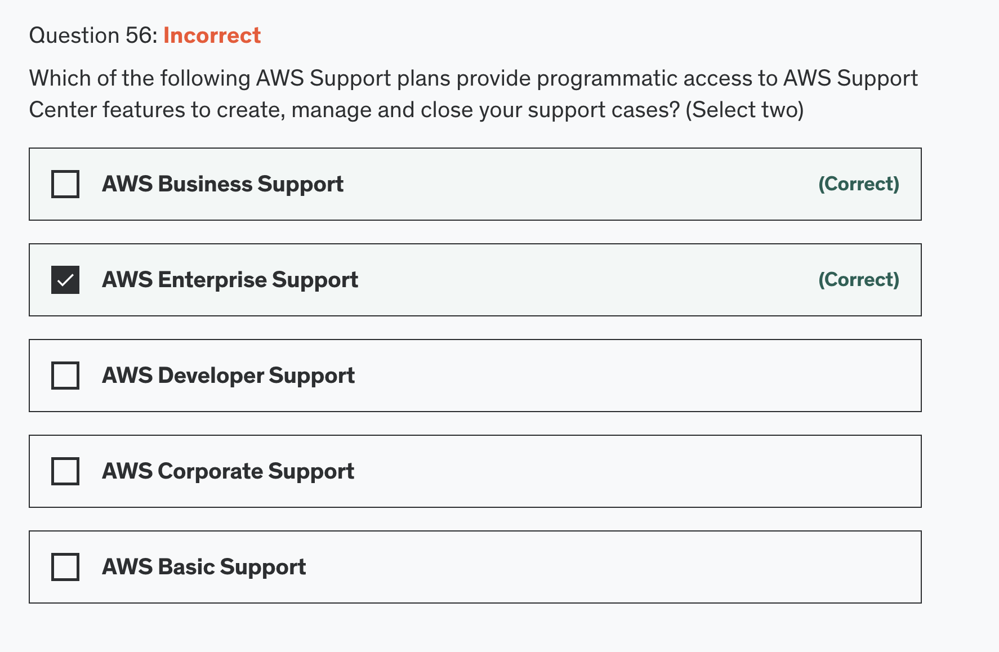 Question 56: Incorrect
Which of the following AWS Support plans provide programmatic access to AWS Support
Center features to create, manage and close your support cases? (Select two)
AWS Business Support (Correct)
AWS Enterprise Support (Correct)
AWS Developer Support
AWS Corporate Support
AWS Basic Support